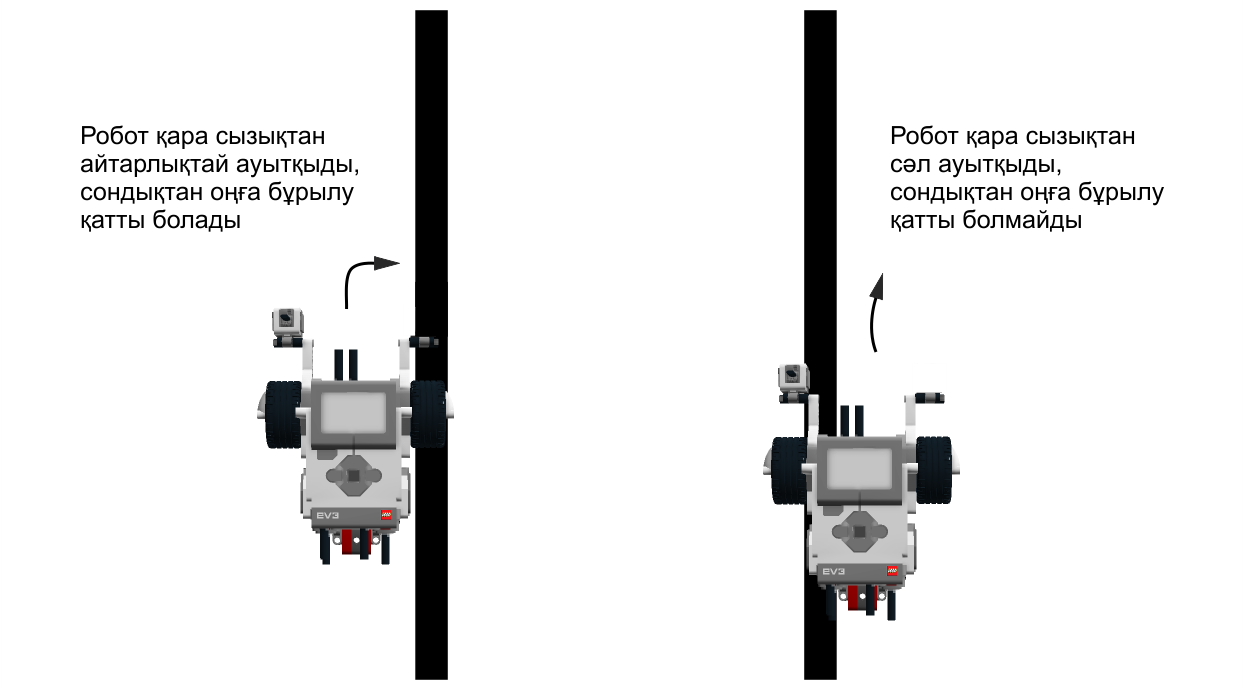 Робот қара сызықтан
айтарлықтай ауытқыды,
сондықтан оңға бұрылу
қатты болады
Робот қара сызықтан
сәл ауытқыды,
сондықтан оңға бұрылу
қатты болмайды
EV3
EV3